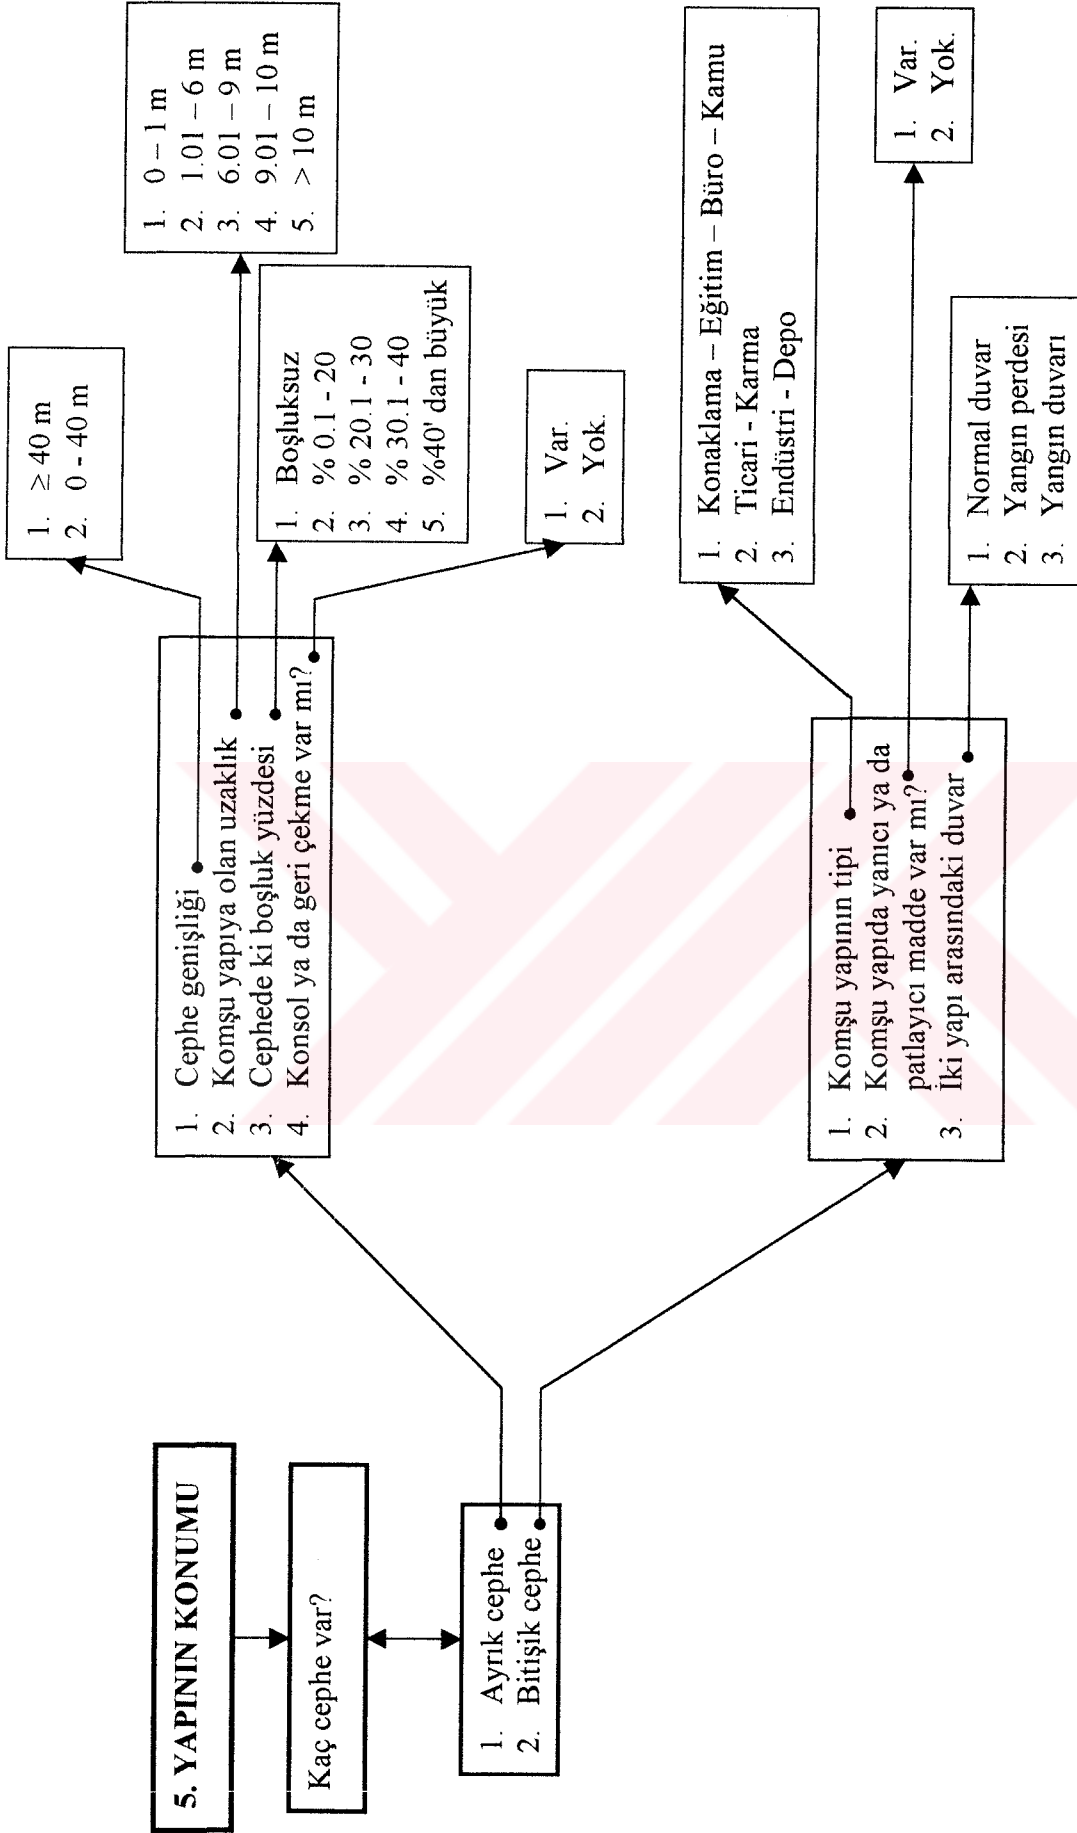 5. YAPININ KONUMU
Kaç cephe var?
1. Ayrık cephe
2. Bitişik cephe
1. Cephe genişliği
2. Komşu yapıya olan uzaklık
3. Cephede ki boşluk yüzdesi
4. Konsol ya da geri çekme var mı?
1. ≥ 40 m
2. 0 - 40 m
1. 0 – 1 m
2. 1.01 – 6 m
3. 6.01 – 9 m
4. 9.01 – 10 m
5. > 10 m
1. Boşluksuz
2. % 0.1 - 20
3. % 20.1 - 30
4. % 30.1 - 40
5. %40' dan büyük
1. Var.
2. Yok.
1. Komşu yapının tipi
2. Komşu yapıda yanıcı ya da
patlayıcı madde var mı?
3. İki yapı arasındaki duvar
1. Konaklama – Eğitim – Büro – Kamu
2. Ticari - Karma
3. Endüstri - Depo
1. Var.
2. Yok.
1. Normal duvar
2. Yangın perdesi
3. Yangın duvarı